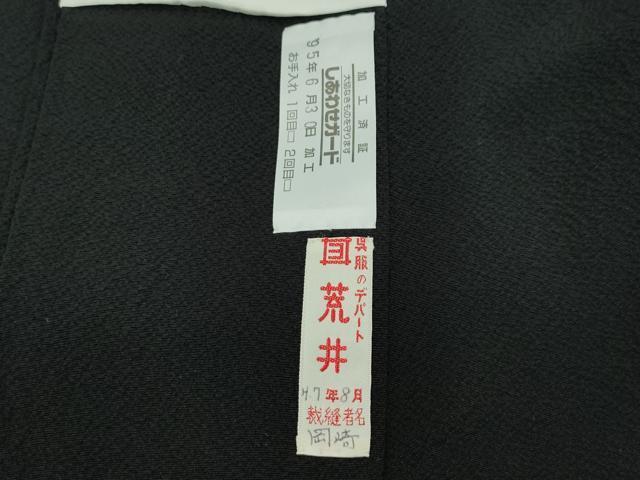 加工済証
大切なきものを守ります
しあわせガード
'95年6月30日 加工
お手入れ 1回目□ 2回目□
呉服のデパート
荒井
H7年8月
裁縫者名
岡崎